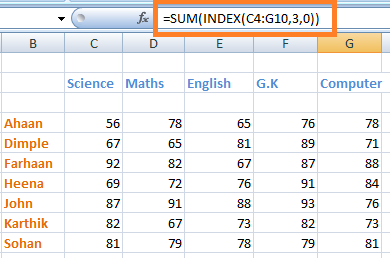 fx =SUM(INDEX(C4:G10,3,0))
B C D E F G
Science Maths English G.K Computer
Ahaan 56 78 65 76 78
Dimple 67 65 81 89 71
Farhaan 92 82 67 87 88
Heena 69 72 76 91 84
John 87 91 88 93 76
Karthik 82 67 73 82 73
Sohan 81 79 78 79 81